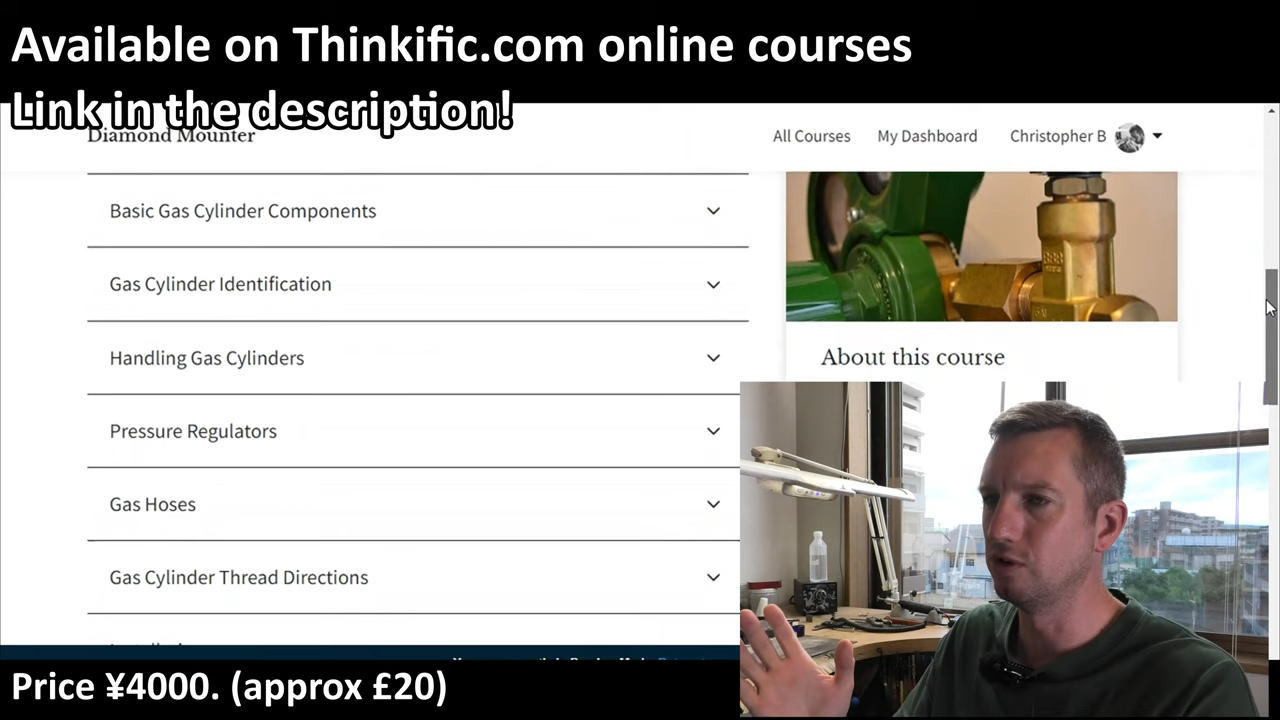 Available on Thinkific.com online courses
Link in the description!
Diamond Mounter
All Courses
My Dashboard
Christopher B
Basic Gas Cylinder Components
Gas Cylinder Identification
Handling Gas Cylinders
Pressure Regulators
Gas Hoses
Gas Cylinder Thread Directions
About this course
Price ¥4000. (approx £20)